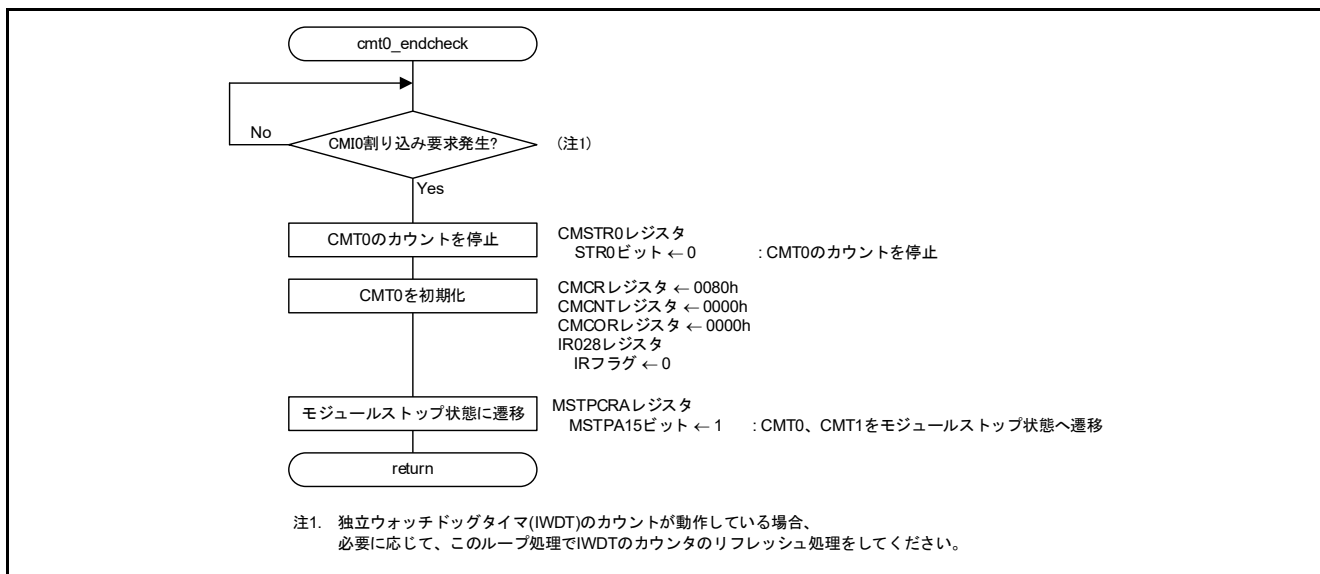 cmt0_endcheck
No
CMI0割り込み要求発生?
(注1)
Yes
CMT0のカウントを停止
CMSTR0レジスタ
STR0ビット ← 0 : CMT0のカウントを停止
CMT0を初期化
CMCRレジスタ ← 0080h
CMCNTレジスタ ← 0000h
CMCORレジスタ ← 0000h
IR028レジスタ
IRフラグ ← 0
モジュールストップ状態に遷移
MSTPCRAレジスタ
MSTPA15ビット ← 1 : CMT0、CMT1をモジュールストップ状態へ遷移
return
注1. 独立ウォッチドッグタイマ(IWDT)のカウントが動作している場合、
必要に応じて、このループ処理でIWDTのカウンタのリフレッシュ処理をしてください。